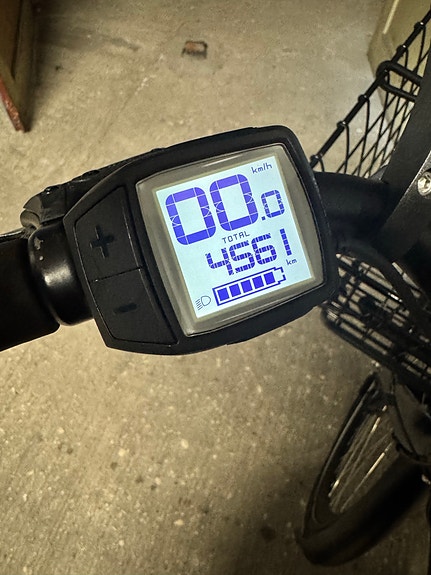 km/h
00.0
TOTAL
4561
km
+
-